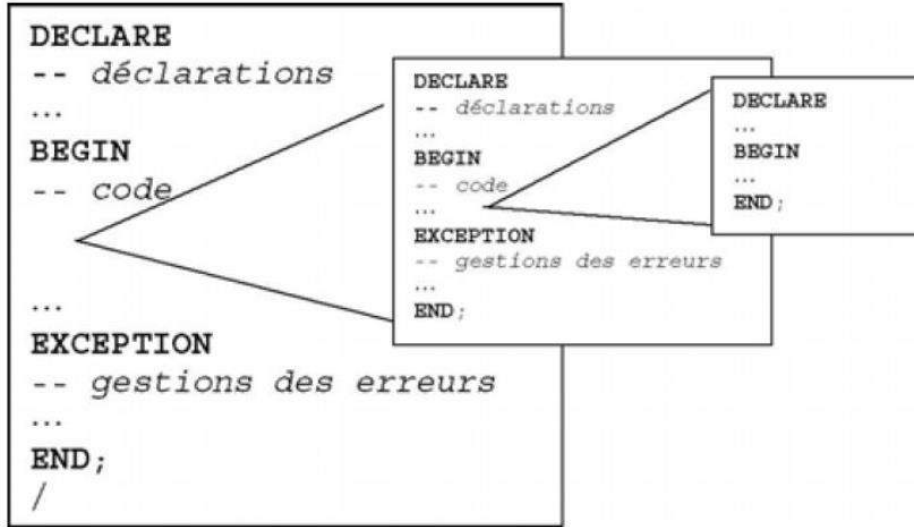 DECLARE
-- déclarations
...
BEGIN
-- code
...
EXCEPTION
-- gestions des erreurs
...
END;
/
DECLARE
-- déclarations
...
BEGIN
-- code
...
EXCEPTION
-- gestions des erreurs
...
END;
DECLARE
...
BEGIN
...
END;